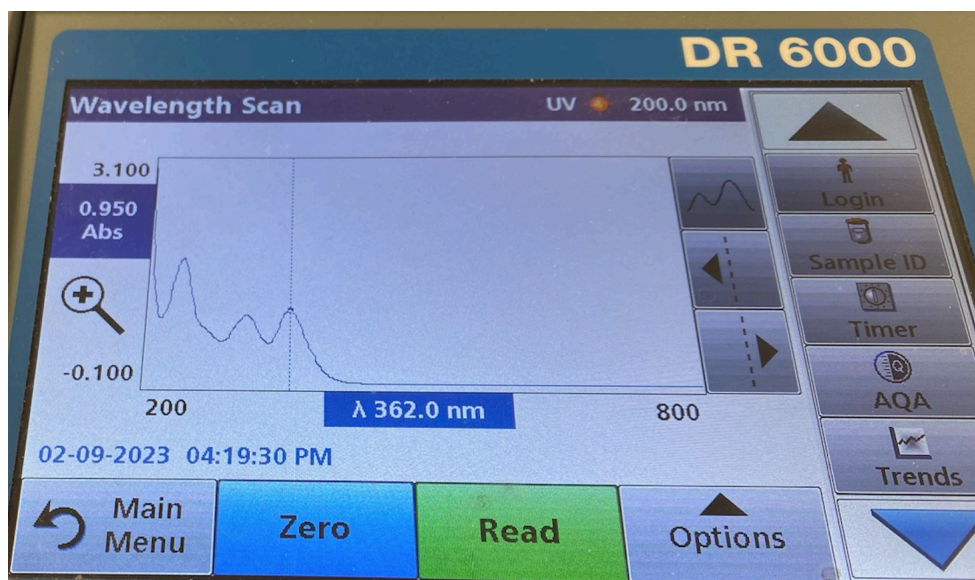 DR 6000
Wavelength Scan UV 200.0 nm
3.100
0.950
Abs
-0.100
200 λ 362.0 nm 800
02-09-2023 04:19:30 PM
Login
Sample ID
Timer
AQA
Trends
Main
Menu
Zero
Read
Options